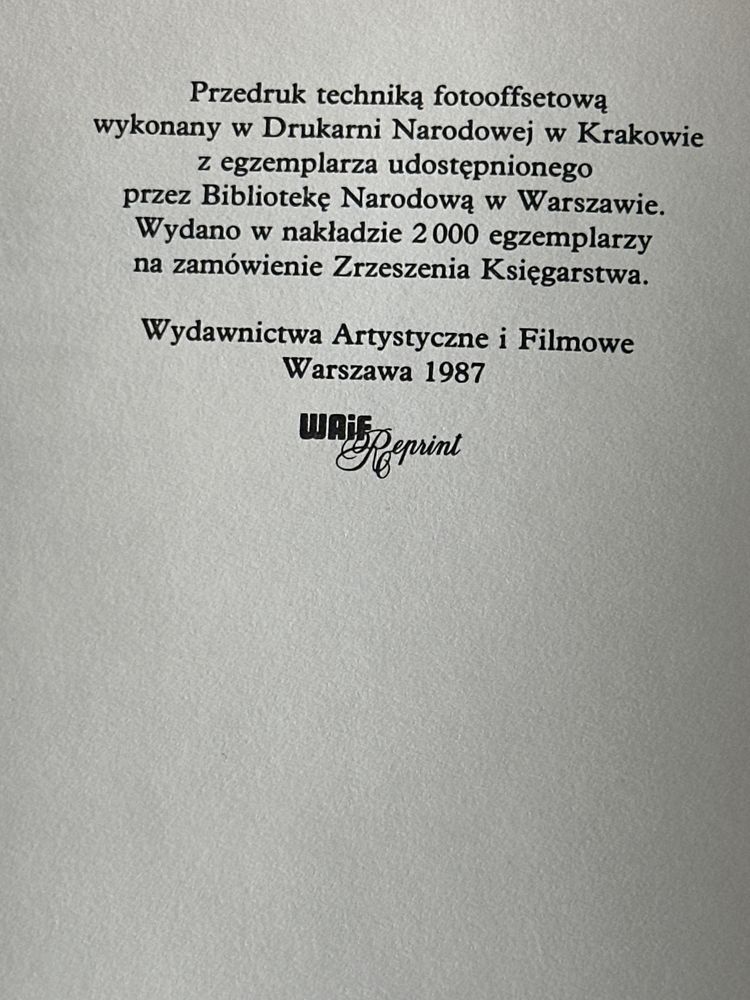 Przedruk techniką fotooffsetową
wykonany w Drukarni Narodowej w Krakowie
z egzemplarza udostępnionego
przez Bibliotekę Narodową w Warszawie.
Wydano w nakładzie 2 000 egzemplarzy
na zamówienie Zrzeszenia Księgarstwa.
Wydawnictwa Artystyczne i Filmowe
Warszawa 1987
WAiF
Reprint